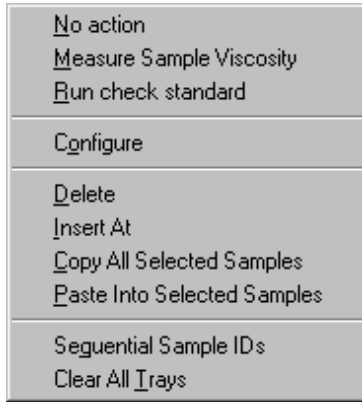 No action
Measure Sample Viscosity
Run check standard
Configure
Delete
Insert At
Copy All Selected Samples
Paste Into Selected Samples
Seguential Sample IDs
Clear All Trays